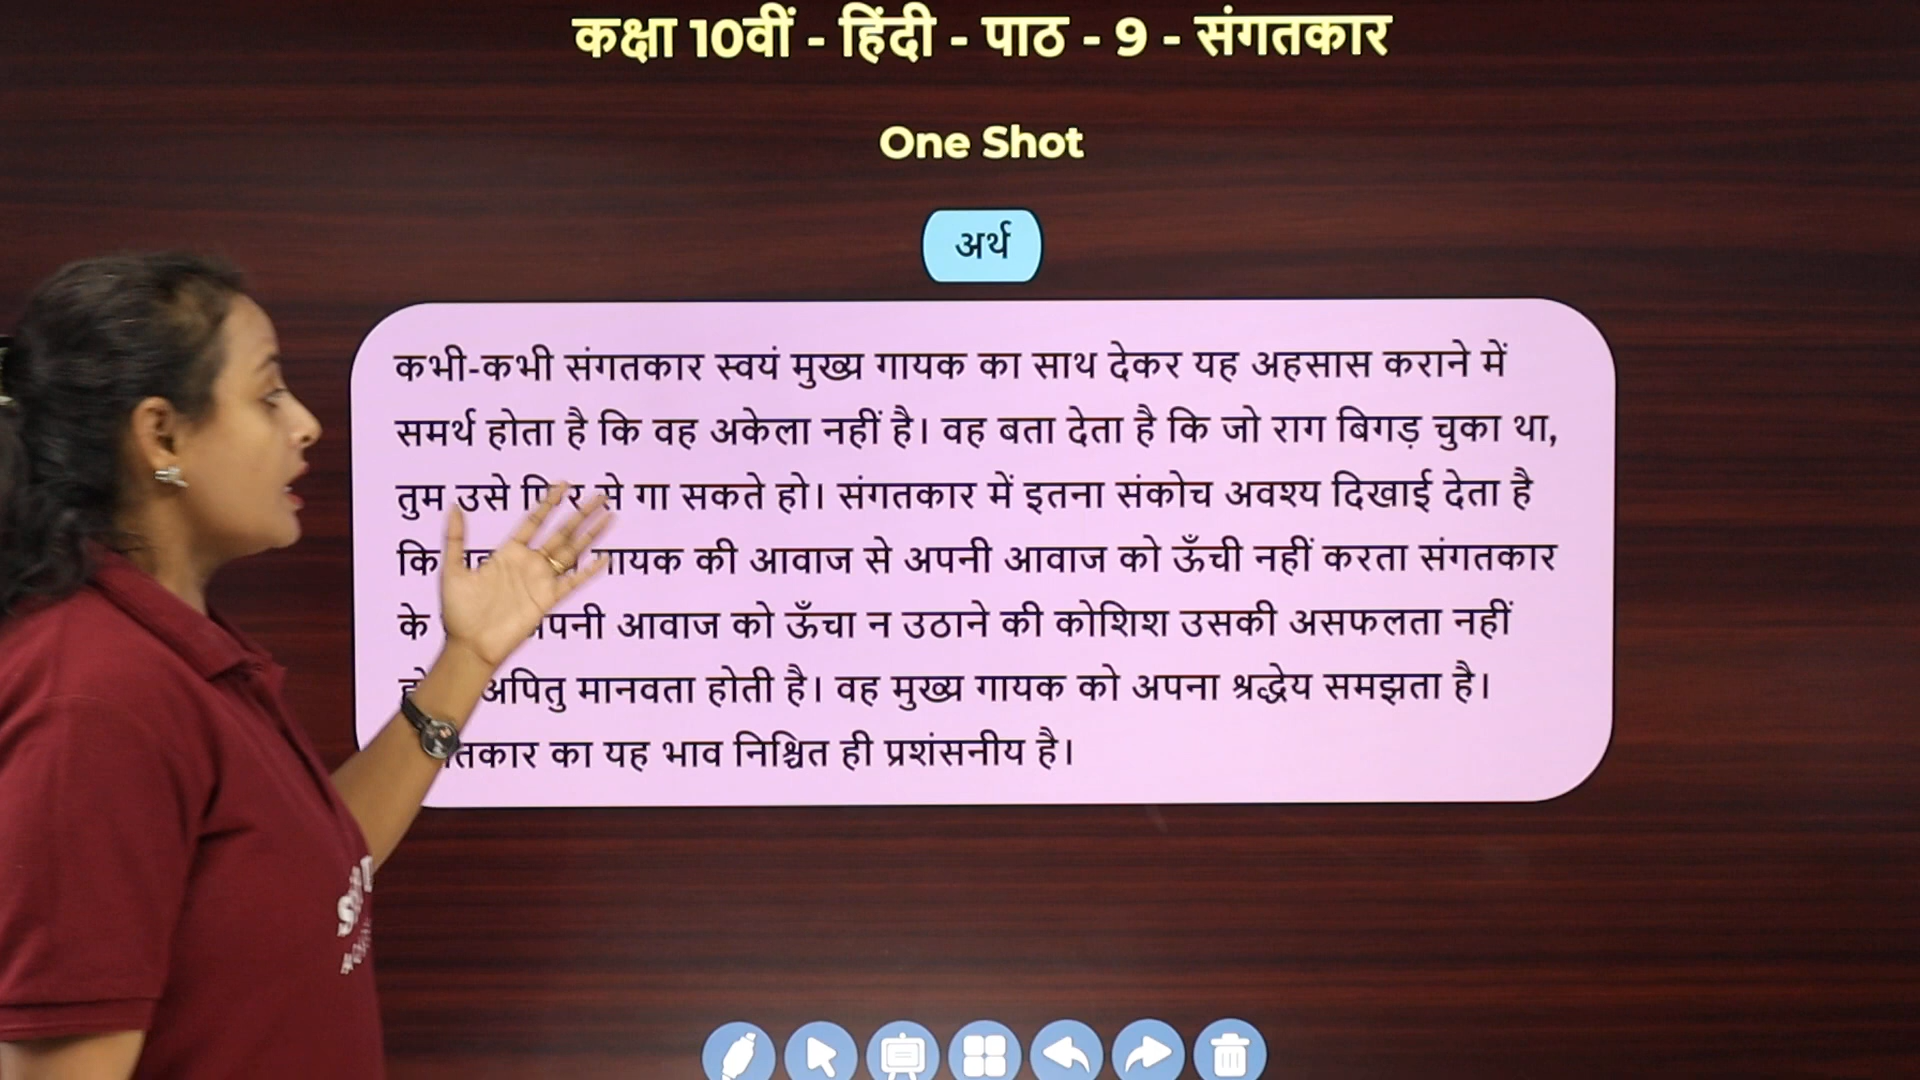 कक्षा 10वीं - हिंदी - पाठ - 9 - संगतकार
One Shot
अर्थ
कभी-कभी संगतकार स्वयं मुख्य गायक का साथ देकर यह अहसास कराने में
समर्थ होता है कि वह अकेला नहीं है। वह बता देता है कि जो राग बिगड़ चुका था,
तुम उसे फिर से गा सकते हो। संगतकार में इतना संकोच अवश्य दिखाई देता है
कि गायक की आवाज से अपनी आवाज को ऊँची नहीं करता संगतकार
के अपनी आवाज को ऊँचा न उठाने की कोशिश उसकी असफलता नहीं
अपितु मानवता होती है। वह मुख्य गायक को अपना श्रद्धेय समझता है।
का यह भाव निश्चित ही प्रशंसनीय है।